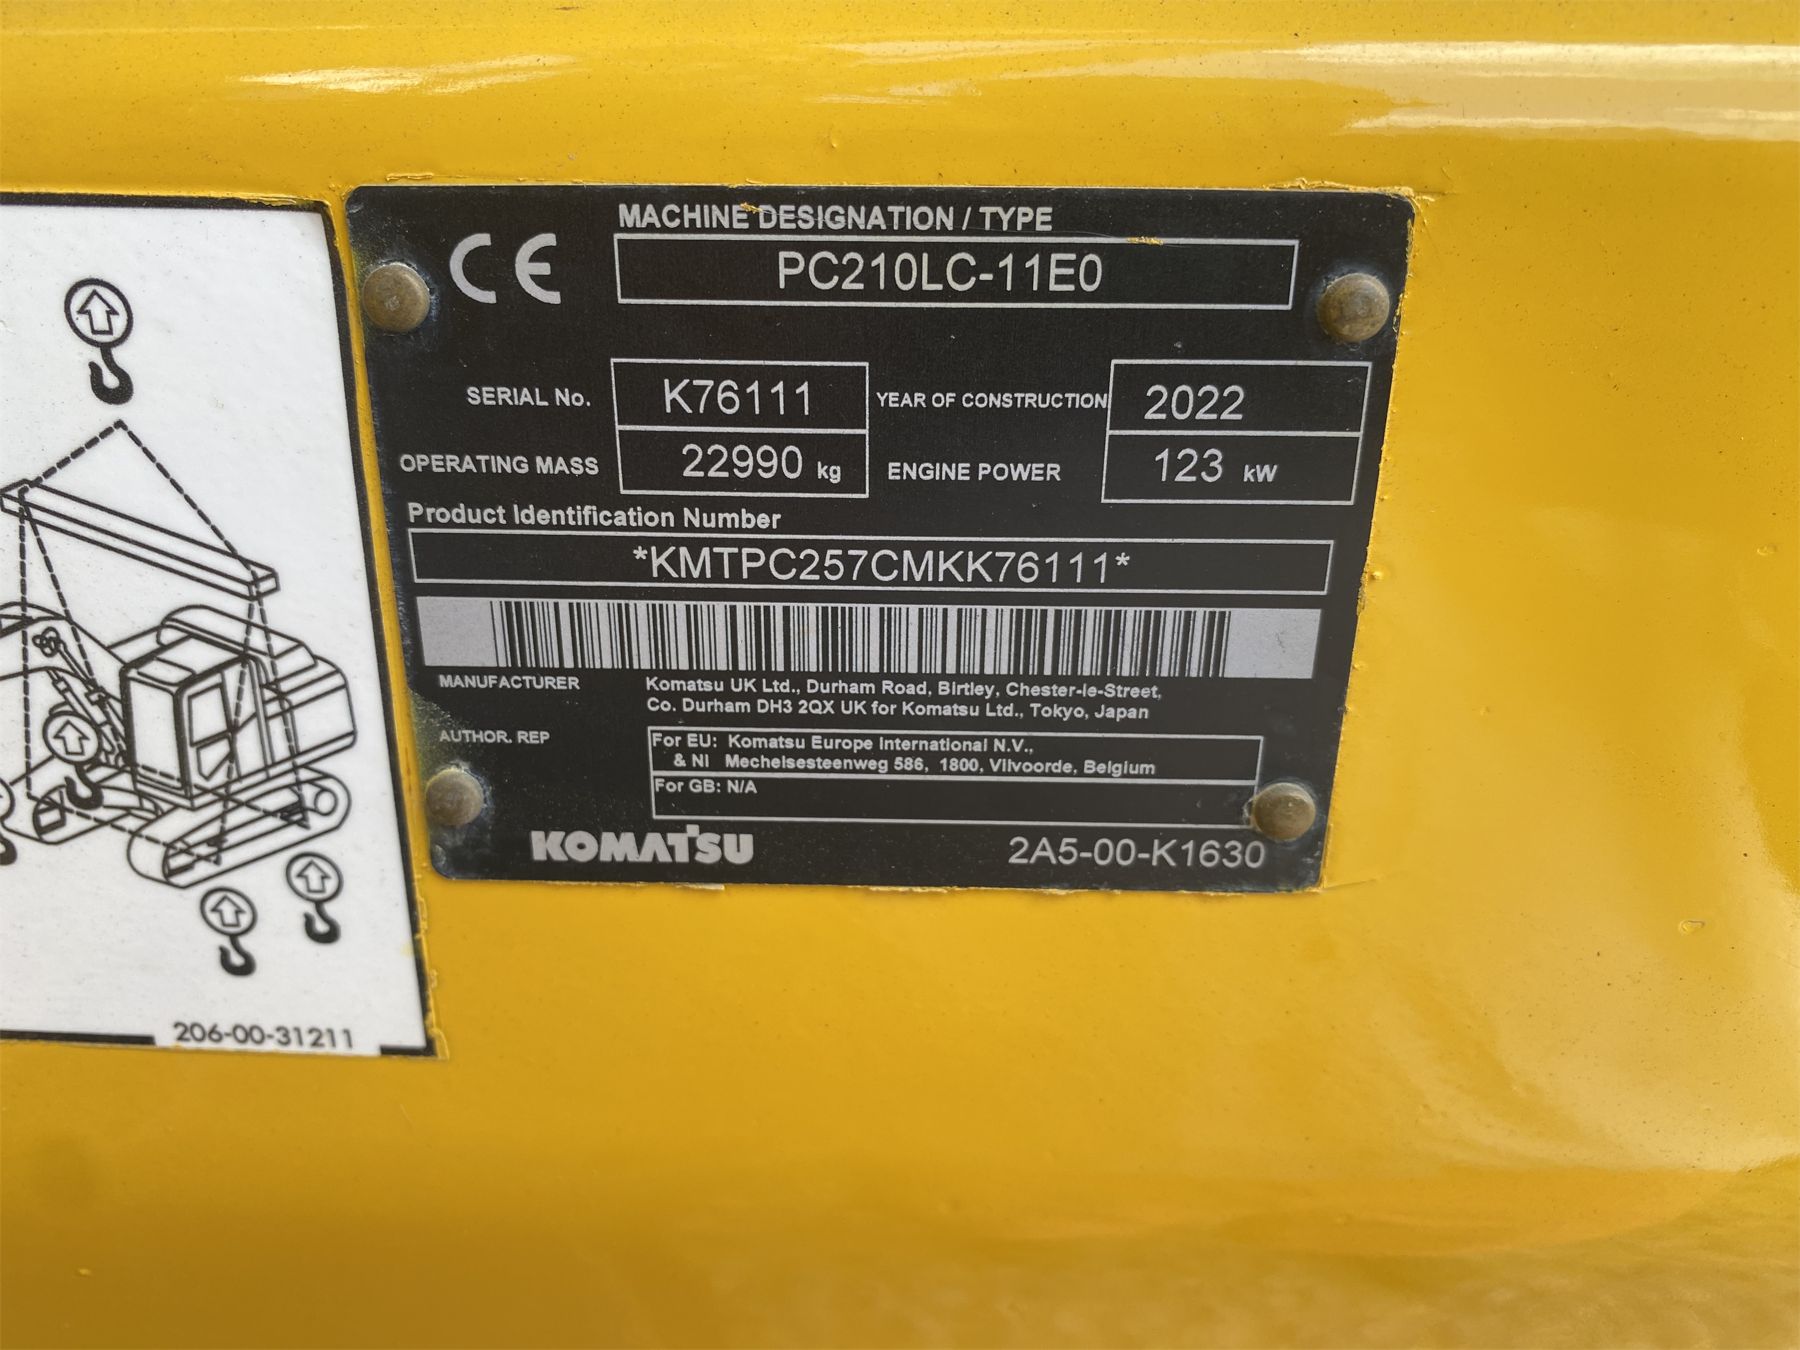 MACHINE DESIGNATION / TYPE
CE
PC210LC-11E0
SERIAL No. K76111 YEAR OF CONSTRUCTION 2022
OPERATING MASS 22990 kg ENGINE POWER 123 kW
Product Identification Number
*KMTPC257CMKK76111*
MANUFACTURER Komatsu UK Ltd., Durham Road, Birtley, Chester-le-Street,
Co. Durham DH3 2QX UK for Komatsu Ltd., Tokyo, Japan
AUTHOR. REP For EU: Komatsu Europe International N.V.,
& NI Mechelsesteenweg 586, 1800, Vilvoorde, Belgium
For GB: N/A
KOMATSU 2A5-00-K1630
206-00-31211